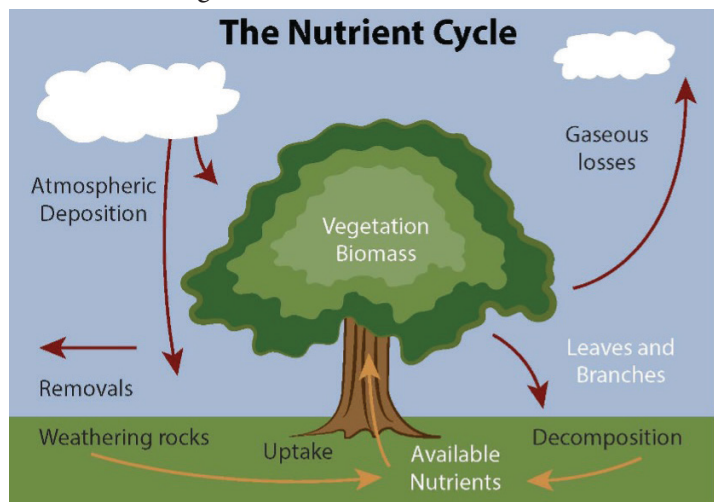 The Nutrient Cycle
Atmospheric
Deposition
Gaseous
losses
Vegetation
Biomass
Removals
Leaves and
Branches
Weathering rocks
Uptake
Available
Nutrients
Decomposition